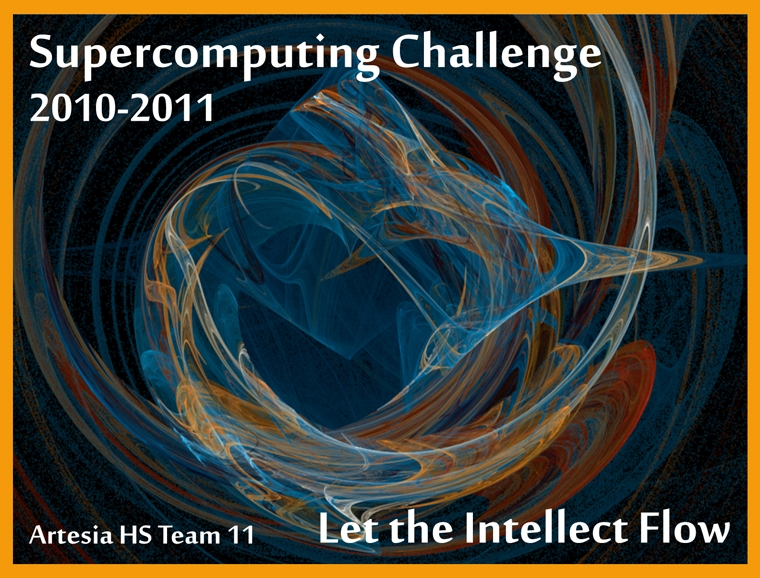 Supercomputing Challenge
2010-2011
Artesia HS Team 11
Let the Intellect Flow